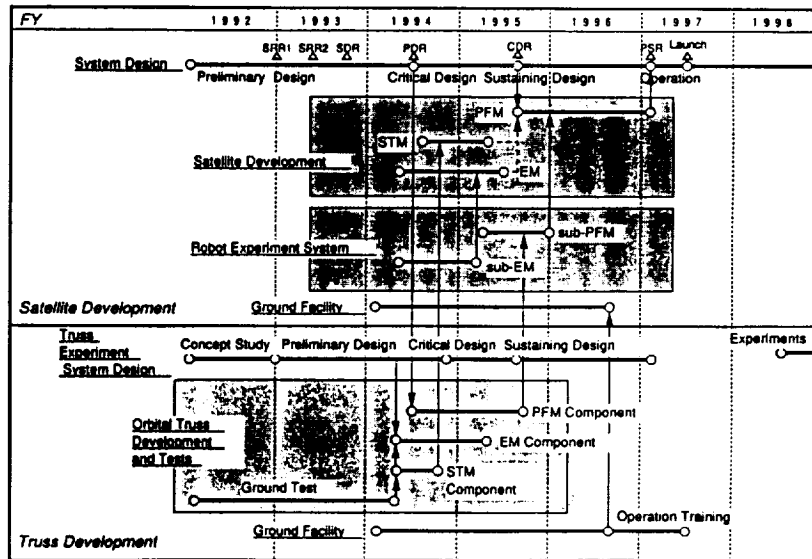 FY 1992 1993 1994 1995 1996 1997 1998
SRR1 SRR2 SDR PDR CDR PSR Launch
System Design
Preliminary Design Critical Design Sustaining Design Operation
PFM
STM
Satellite Development
EM
sub-PFM
Robot Experiment System
sub-EM
Ground Facility
Satellite Development
Truss
Experiment
System Design
Concept Study Preliminary Design Critical Design Sustaining Design Experiments
PFM Component
Orbital Truss
Development
and Tests
EM Component
STM
Component
Ground Test
Operation Training
Ground Facility
Truss Development